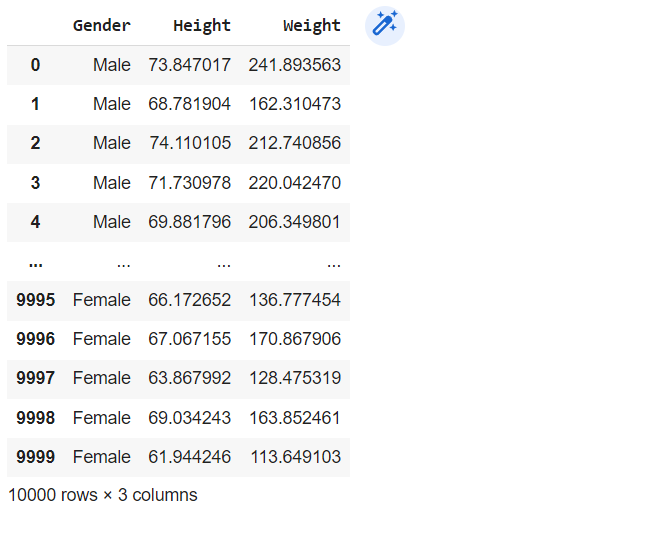 Gender Height Weight
0 Male 73.847017 241.893563
1 Male 68.781904 162.310473
2 Male 74.110105 212.740856
3 Male 71.730978 220.042470
4 Male 69.881796 206.349801
... ... ... ...
9995 Female 66.172652 136.777454
9996 Female 67.067155 170.867906
9997 Female 63.867992 128.475319
9998 Female 69.034243 163.852461
9999 Female 61.944246 113.649103
10000 rows × 3 columns